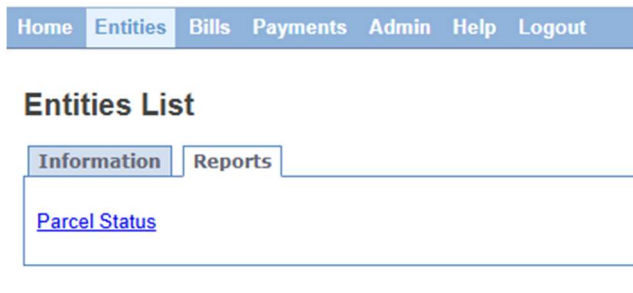 Home Entities Bills Payments Admin Help Logout
Entities List
Information Reports
Parcel Status